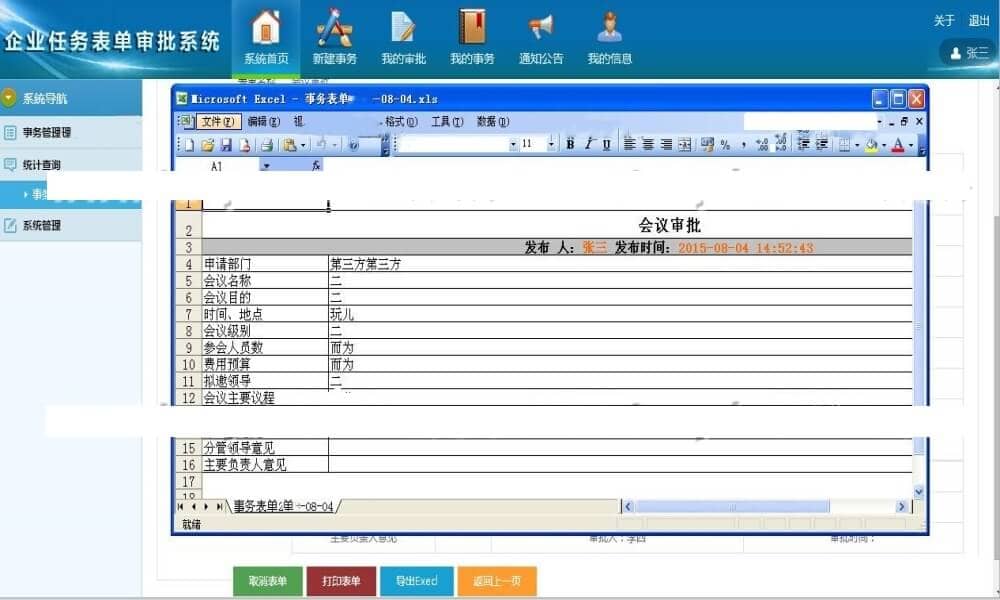 关于 退出
企业任务表单审批系统
系统首页 新建事务 我的审批 我的事务 通知公告 我的信息
张三
系统导航
事务管理
统计查询
系统管理
Microsoft Excel - 事务表单 -08-04.xls
文件(F) 编辑(E) 视 格式(O) 工具(T) 数据(D)
11 B I U %
A1 fx
1
2 会议审批
3 发布 人: 张三 发布时间: 2015-08-04 14:52:43
4 申请部门 第三方第三方
5 会议名称 二
6 会议目的 二
7 时间、地点 玩儿
8 会议级别 二
9 参会人员数 而为
10 费用预算 而为
11 拟邀领导 二
12 会议主要议程
15 分管领导意见
16 主要负责人意见
17
18
事务表单 -08-04
就绪
主要负责人意见 审批人：李四 审批时间：
取消表单 打印表单 导出Execl 返回上一页